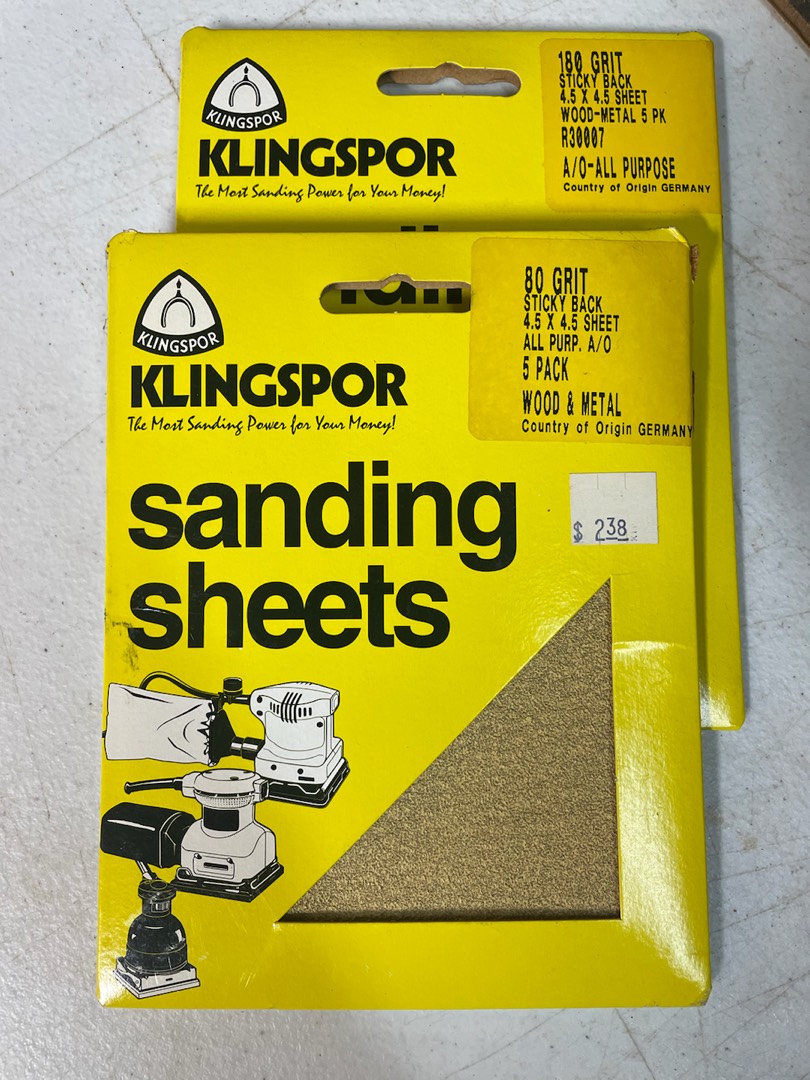 KLINGSPOR
KLINGSPOR
The Most Sanding Power for Your Money!
180 GRIT
STICKY BACK
4.5 X 4.5 SHEET
WOOD-METAL 5 PK
R30007
A/O-ALL PURPOSE
Country of Origin GERMANY
KLINGSPOR
KLINGSPOR
The Most Sanding Power for Your Money!
80 GRIT
STICKY BACK
4.5 X 4.5 SHEET
ALL PURP. A/O
5 PACK
WOOD & METAL
Country of Origin GERMANY
sanding
sheets
$ 2.38